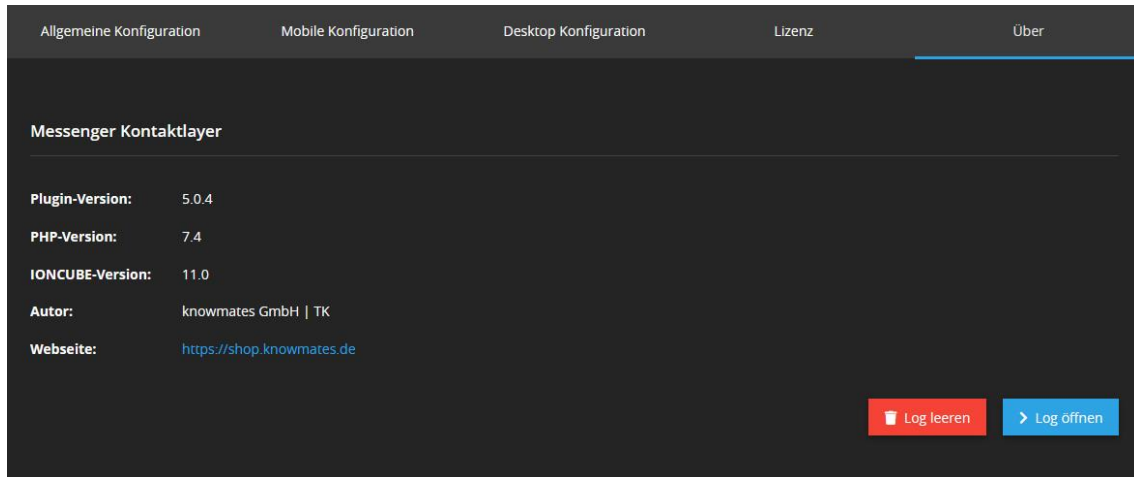 Allgemeine Konfiguration Mobile Konfiguration Desktop Konfiguration Lizenz Über
Messenger Kontaktlayer
Plugin-Version: 5.0.4
PHP-Version: 7.4
IONCUBE-Version: 11.0
Autor: knowmates GmbH | TK
Webseite: https://shop.knowmates.de
Log leeren Log öffnen